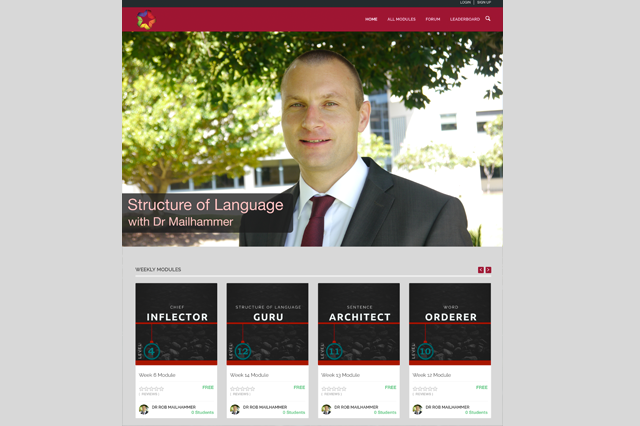 LOGIN | SIGN UP
HOME ALL MODULES FORUM LEADERBOARD
Structure of Language
with Dr Mailhammer
WEEKLY MODULES
CHIEF
INFLECTOR
LEVEL
4
Week 6 Module
FREE
( REVIEWS )
DR ROB MAILHAMMER
0 Students
STRUCTURE OF LANGUAGE
GURU
LEVEL
12
Week 14 Module
FREE
( REVIEWS )
DR ROB MAILHAMMER
0 Students
SENTENCE
ARCHITECT
LEVEL
11
Week 13 Module
FREE
( REVIEWS )
DR ROB MAILHAMMER
0 Students
WORD
ORDERER
LEVEL
10
Week 12 Module
FREE
( REVIEWS )
DR ROB MAILHAMMER
0 Students